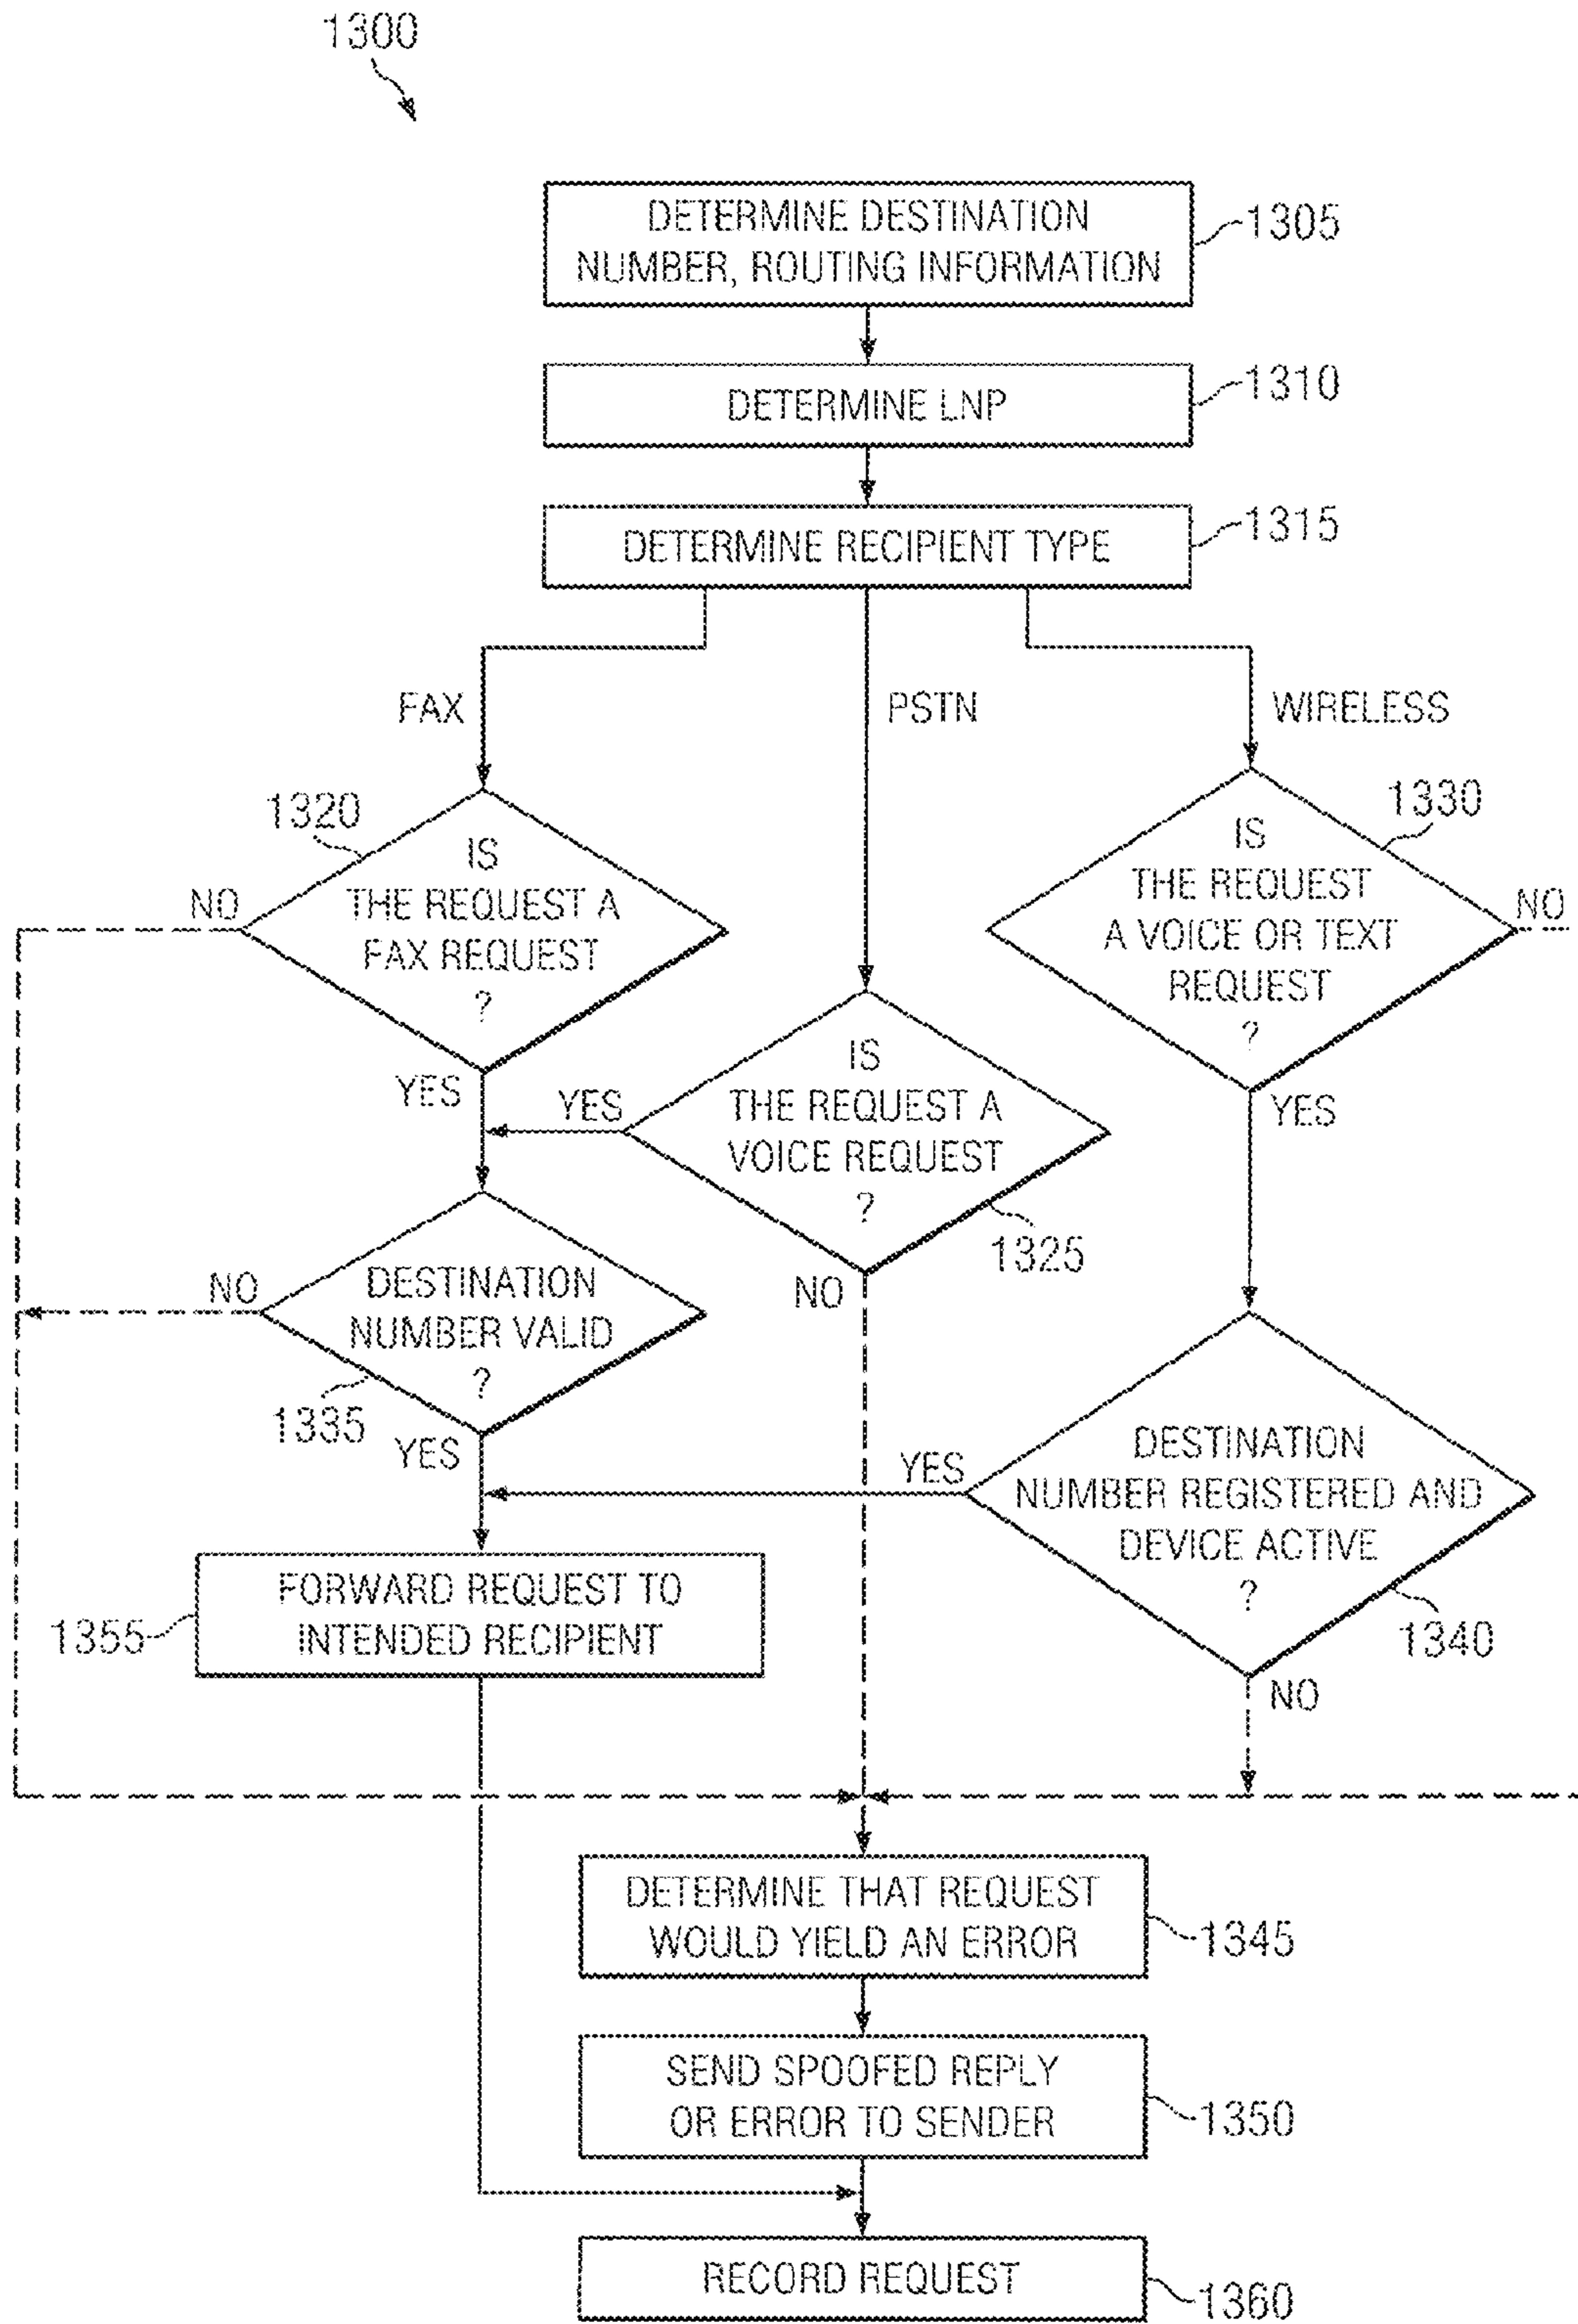 1300
DETERMINE DESTINATION
NUMBER, ROUTING INFORMATION
1305
DETERMINE LNP
1310
DETERMINE RECIPIENT TYPE
1315
FAX
PSTN
WIRELESS
1320
IS
THE REQUEST A
FAX REQUEST
?
NO
YES
1330
IS
THE REQUEST
A VOICE OR TEXT
REQUEST
?
NO
YES
IS
THE REQUEST A
VOICE REQUEST
?
YES
1325
NO
DESTINATION
NUMBER VALID
?
NO
1335
YES
DESTINATION
NUMBER REGISTERED AND
DEVICE ACTIVE
?
YES
1340
NO
FORWARD REQUEST TO
INTENDED RECIPIENT
1355
DETERMINE THAT REQUEST
WOULD YIELD AN ERROR
1345
SEND SPOOFED REPLY
OR ERROR TO SENDER
1350
RECORD REQUEST
1360